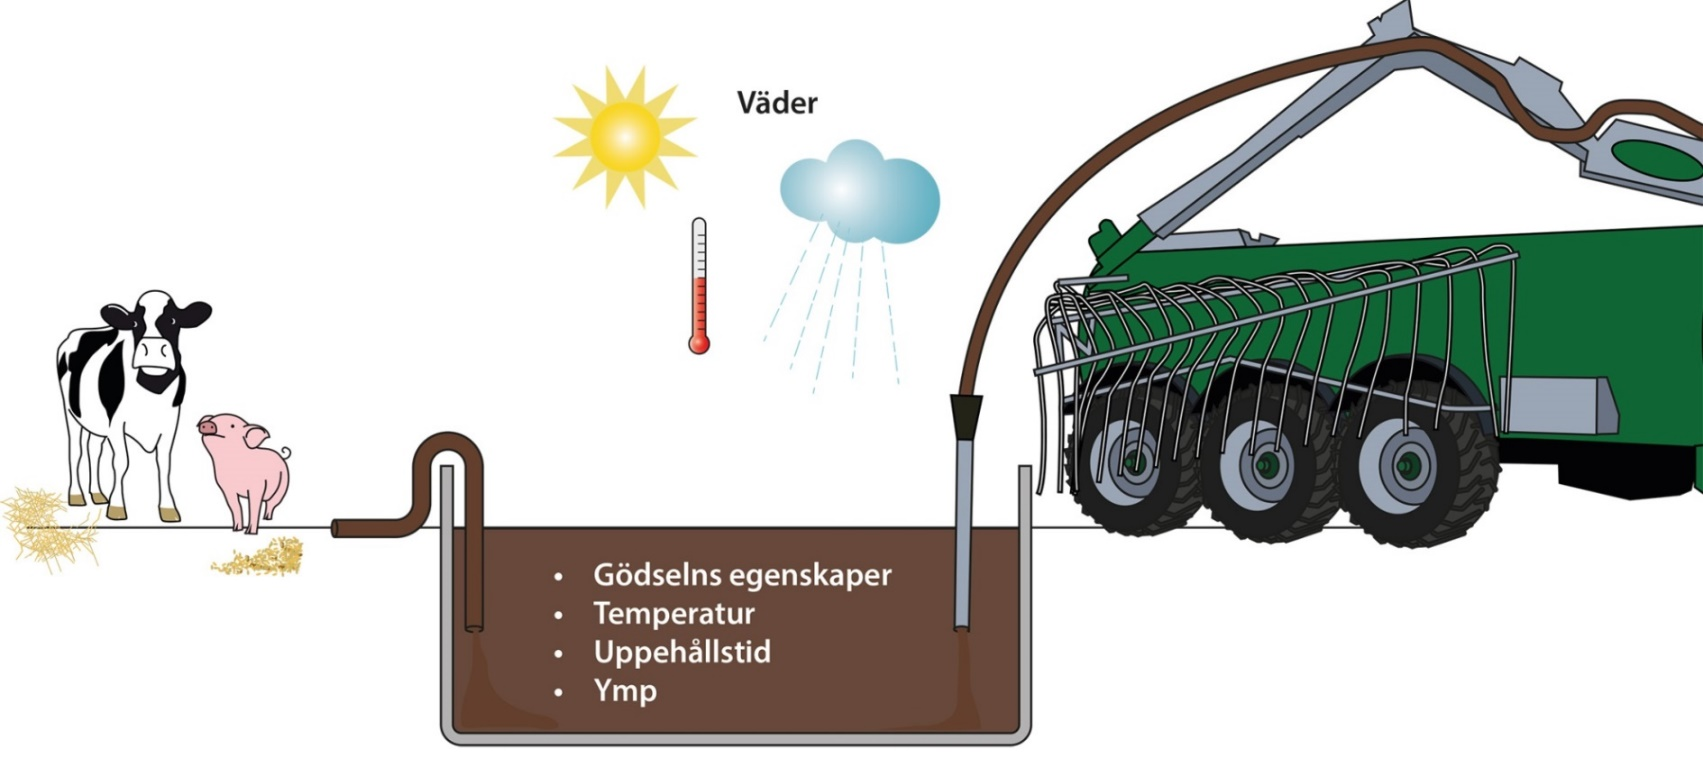 Väder
• Gödselns egenskaper
• Temperatur
• Uppehållstid
• Ymp